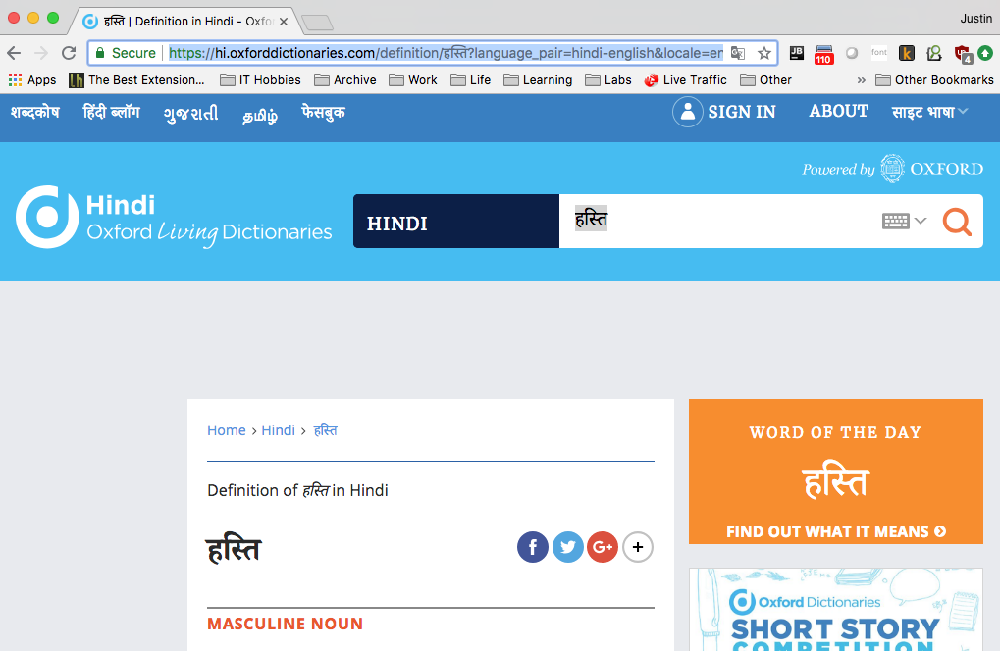 हस्ति | Definition in Hindi - Oxfo
Justin
Secure https://hi.oxforddictionaries.com/definition/हस्ति?language_pair=hindi-english&locale=en
JB 110 font k 4
Apps lh The Best Extension... IT Hobbies Archive Work Life Learning Labs Live Traffic Other » Other Bookmarks
शब्दकोष हिंदी ब्लॉग ગુજરાતી தமிழ் फेसबुक SIGN IN ABOUT साइट भाषा
Powered by OXFORD
Hindi
Oxford Living Dictionaries
HINDI हस्ति
Home › Hindi › हस्ति
Definition of हस्ति in Hindi
हस्ति
f G+ +
MASCULINE NOUN
WORD OF THE DAY
हस्ति
FIND OUT WHAT IT MEANS
Oxford Dictionaries
SHORT STORY
COMPETITION